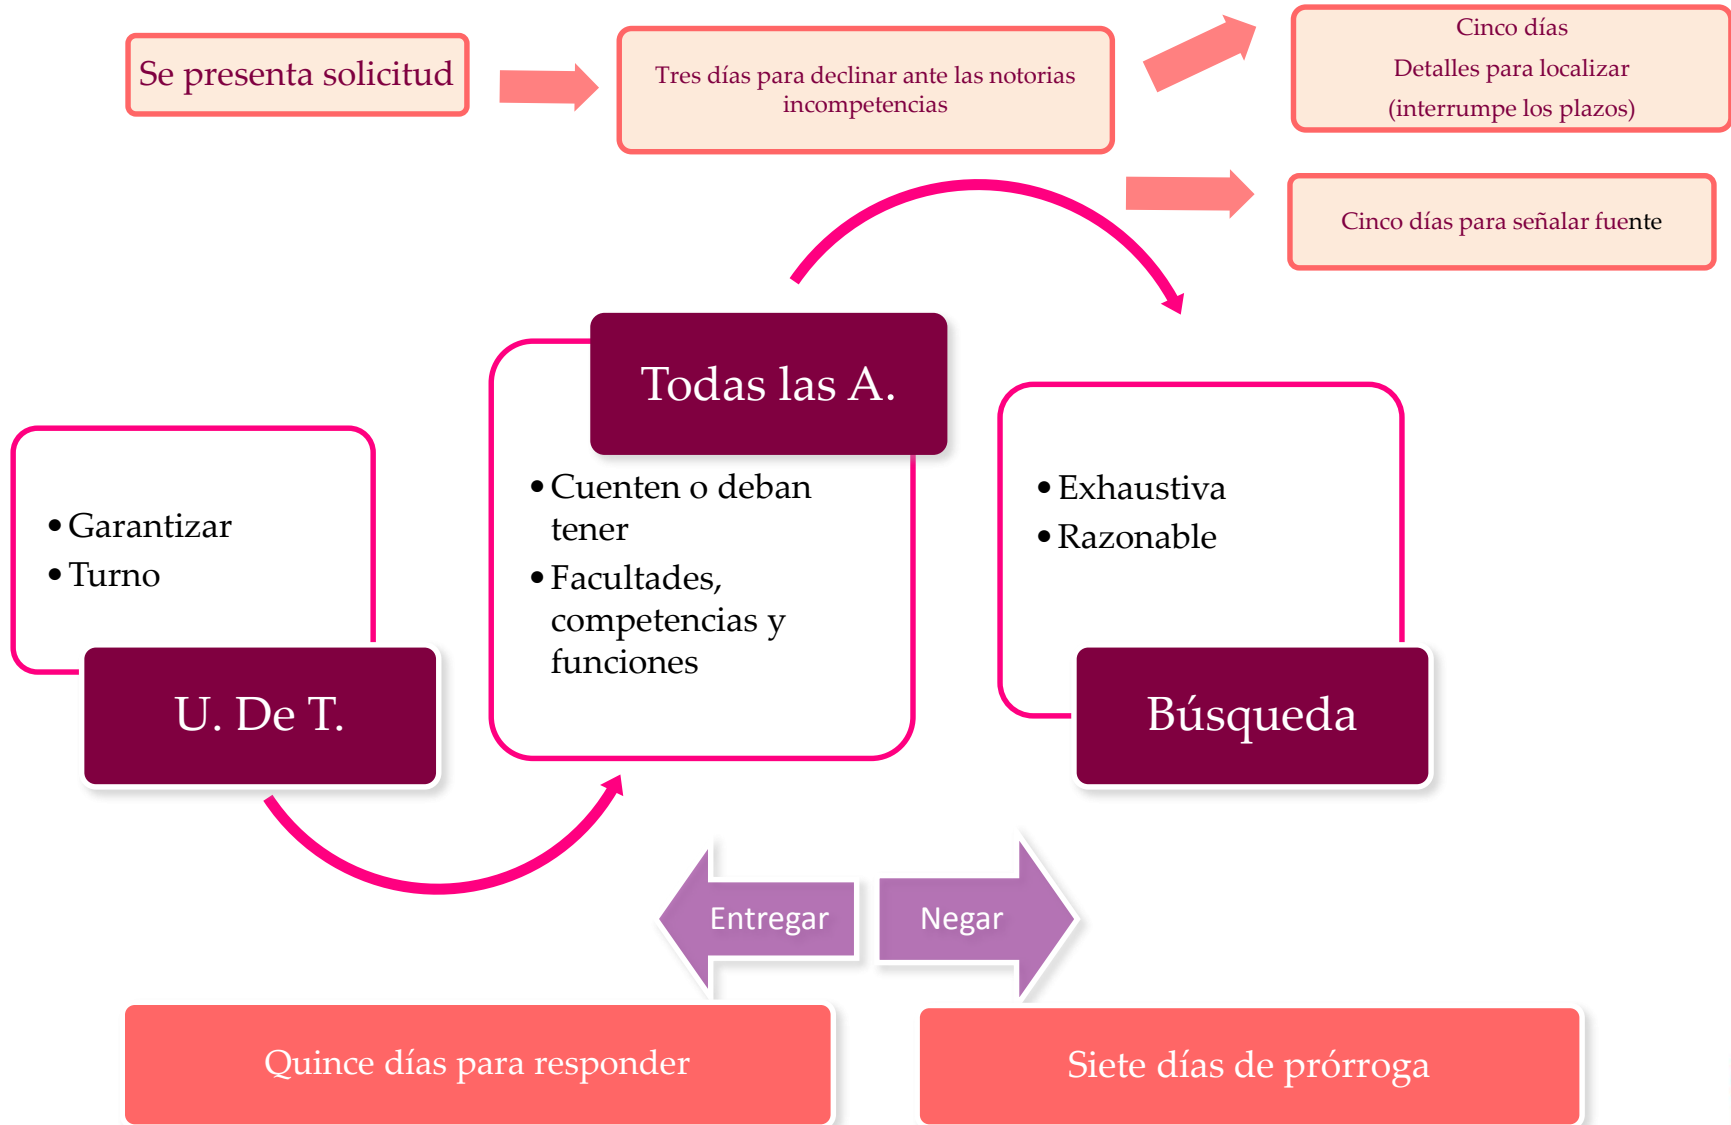 Se presenta solicitud
Tres días para declinar ante las notorias
incompetencias
Cinco días
Detalles para localizar
(interrumpe los plazos)
Cinco días para señalar fuente
• Garantizar
• Turno
U. De T.
Todas las A.
• Cuenten o deban
tener
• Facultades,
competencias y
funciones
• Exhaustiva
• Razonable
Búsqueda
Entregar
Negar
Quince días para responder
Siete días de prórroga